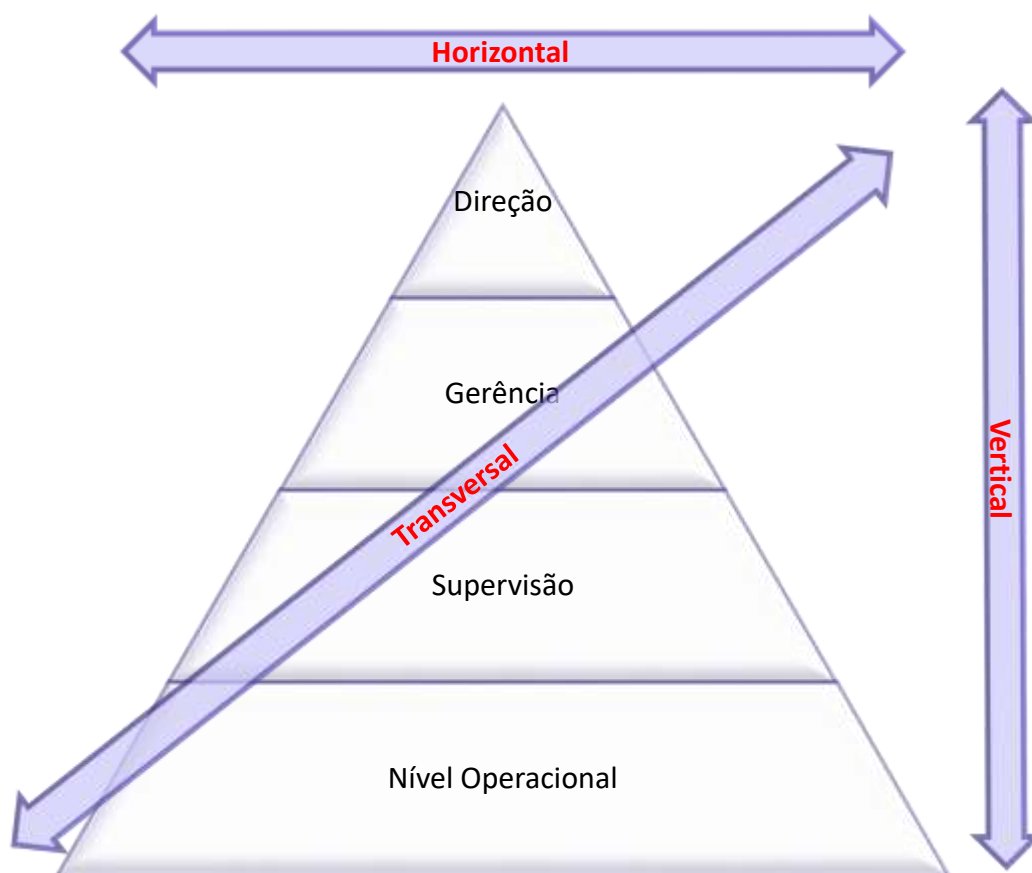 Horizontal
Direção
Gerência
Transversal
Vertical
Supervisão
Nível Operacional